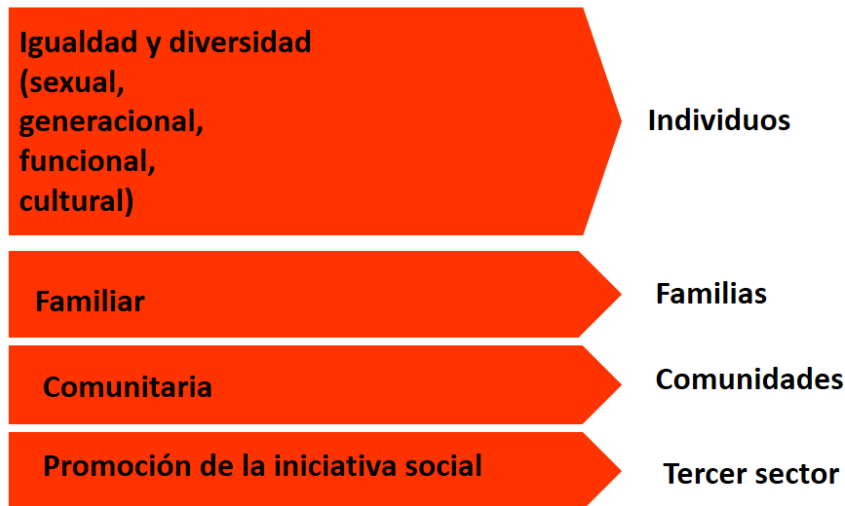 Igualdad y diversidad
(sexual,
generacional,
funcional,
cultural)
Individuos
Familiar
Familias
Comunitaria
Comunidades
Promoción de la iniciativa social
Tercer sector